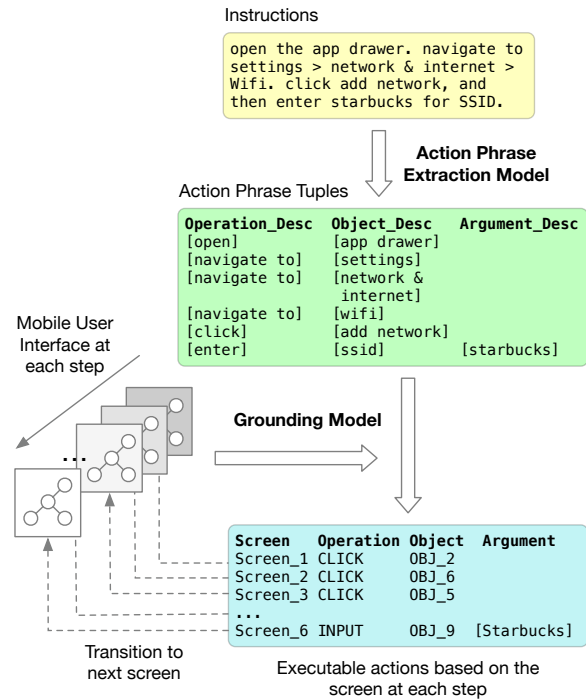 Instructions
open the app drawer. navigate to
settings > network & internet >
Wifi. click add network, and
then enter starbucks for SSID.
Action Phrase
Extraction Model
Action Phrase Tuples
Operation_Desc Object_Desc Argument_Desc
[open] [app drawer]
[navigate to] [settings]
[navigate to] [network &
internet]
[navigate to] [wifi]
[click] [add network]
[enter] [ssid] [starbucks]
Mobile User
Interface at
each step
...
Grounding Model
Screen Operation Object Argument
Screen_1 CLICK OBJ_2
Screen_2 CLICK OBJ_6
Screen_3 CLICK OBJ_5
...
Screen_6 INPUT OBJ_9 [Starbucks]
Transition to
next screen
Executable actions based on the
screen at each step